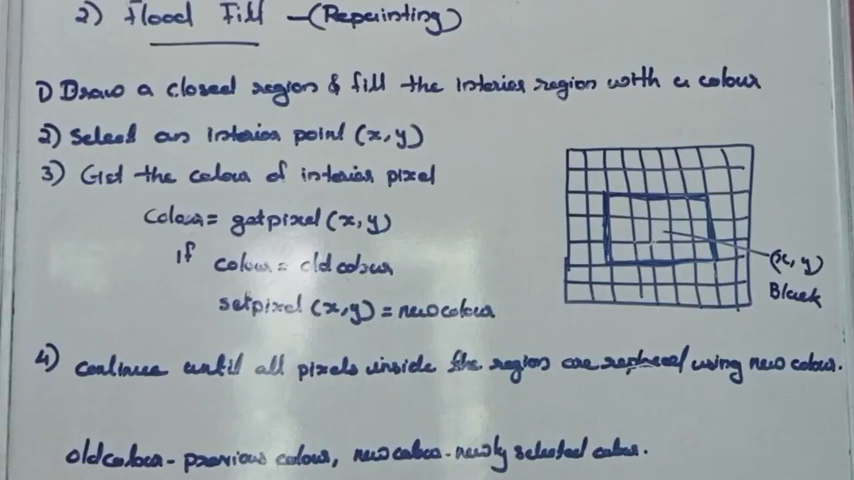 2) Flood Fill - (Repainting)
1) Draw a closed region & fill the interior region with a colour
2) Select an interior point (x,y)
3) Get the colour of interior pixel
Colour = getpixel (x,y)
if colour = old colour
setpixel (x,y) = newcolour
(x, y)
Black
4) Continue until all pixels inside the region are replaced using new colour.
oldcolour - previous colour, newcolour - newly selected colour.